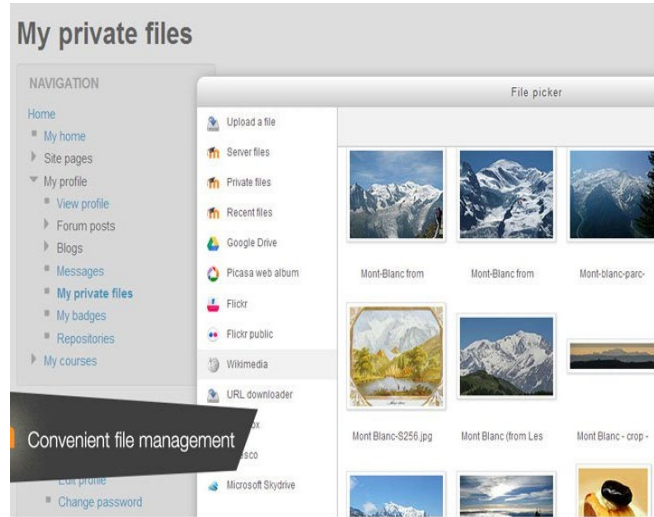 My private files
NAVIGATION
Home
My home
Site pages
My profile
View profile
Forum posts
Blogs
Messages
My private files
My badges
Repositories
My courses
Convenient file management
Edit profile
Change password
File picker
Upload a file
Server files
Private files
Recent files
Google Drive
Picasa web album
Flickr
Flickr public
Wikimedia
URL downloader
Microsoft Skydrive
Mont-Blanc from
Mont-Blanc from
Mont-blanc-parc-
Mont Blanc-S256.jpg
Mont Blanc (from Les
Mont Blanc - crop -